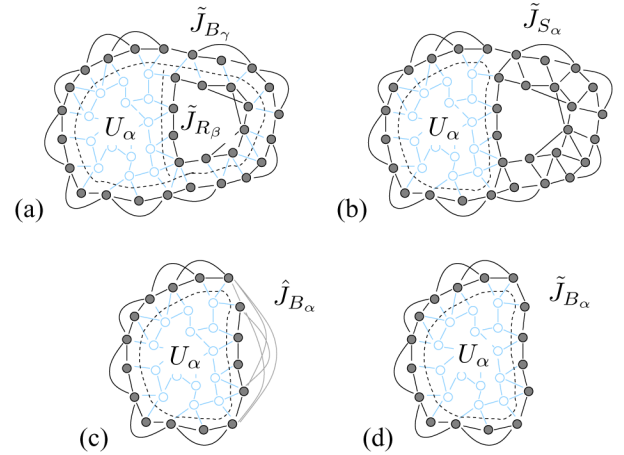 J̃_{B_γ}
J̃_{S_α}
U_α
J̃_{R_β}
U_α
(a)
(b)
Ĵ_{B_α}
J̃_{B_α}
U_α
U_α
(c)
(d)